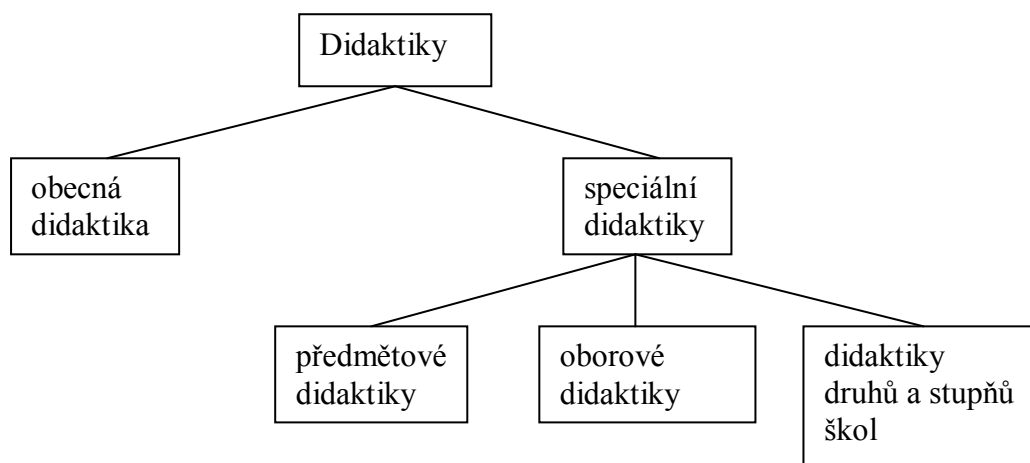 Didaktiky
obecná
didaktika
speciální
didaktiky
předmětové
didaktiky
oborové
didaktiky
didaktiky
druhů a stupňů
škol